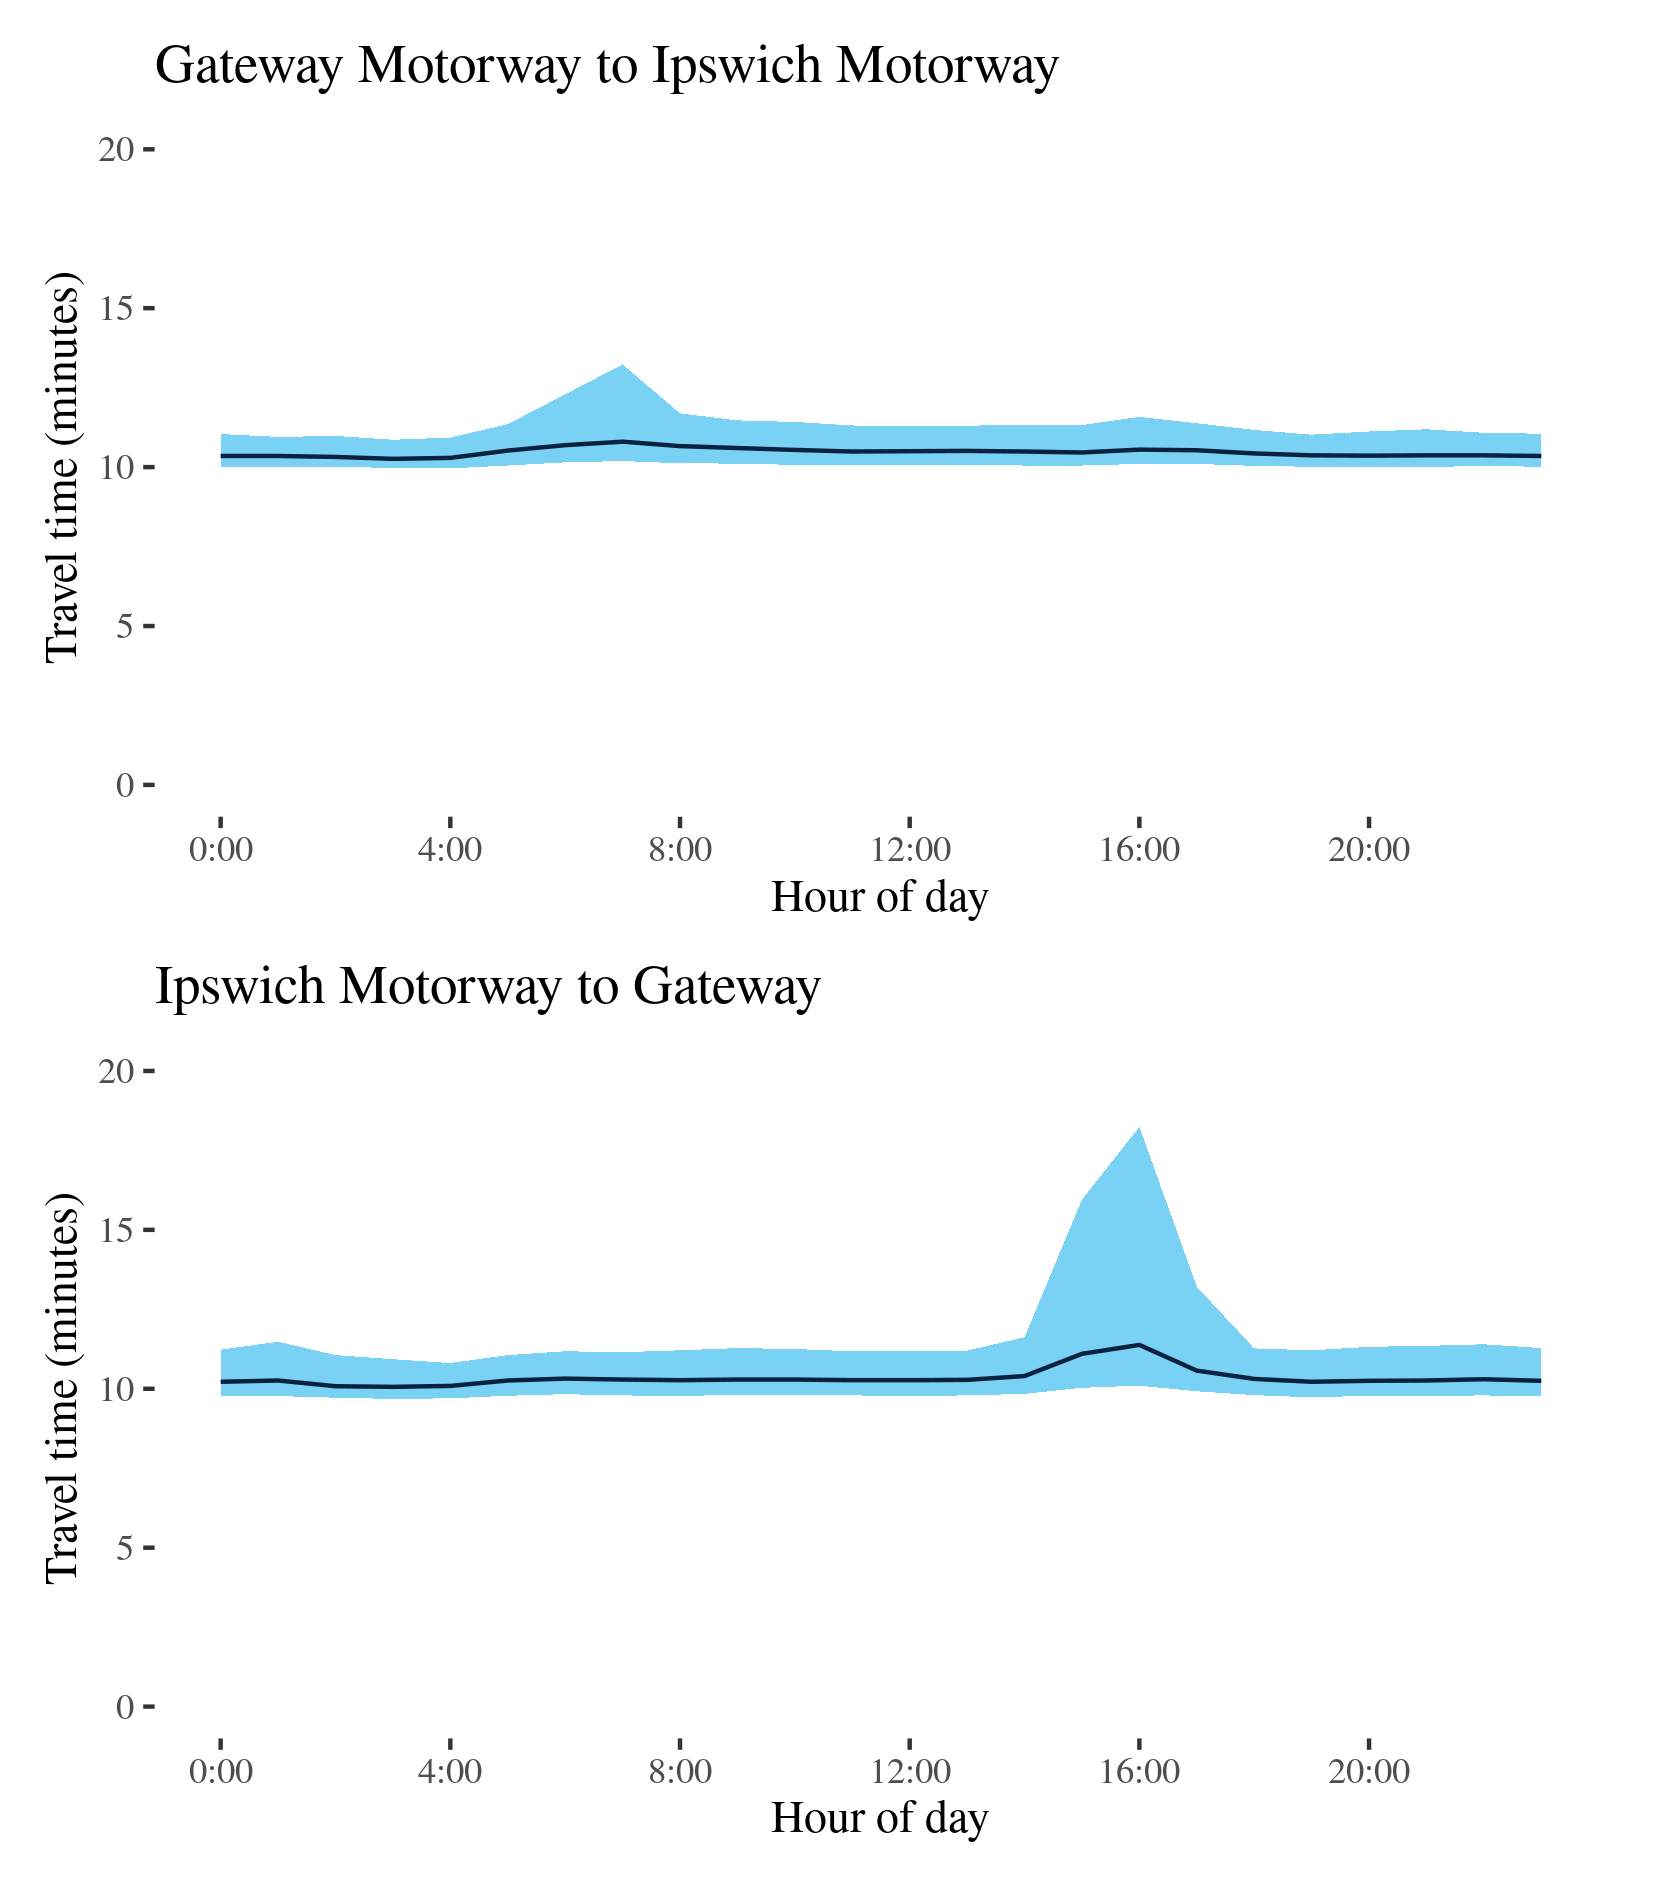 Gateway Motorway to Ipswich Motorway
20
15
10
5
0
Travel time (minutes)
0:00 4:00 8:00 12:00 16:00 20:00
Hour of day
Ipswich Motorway to Gateway
20
15
10
5
0
Travel time (minutes)
0:00 4:00 8:00 12:00 16:00 20:00
Hour of day